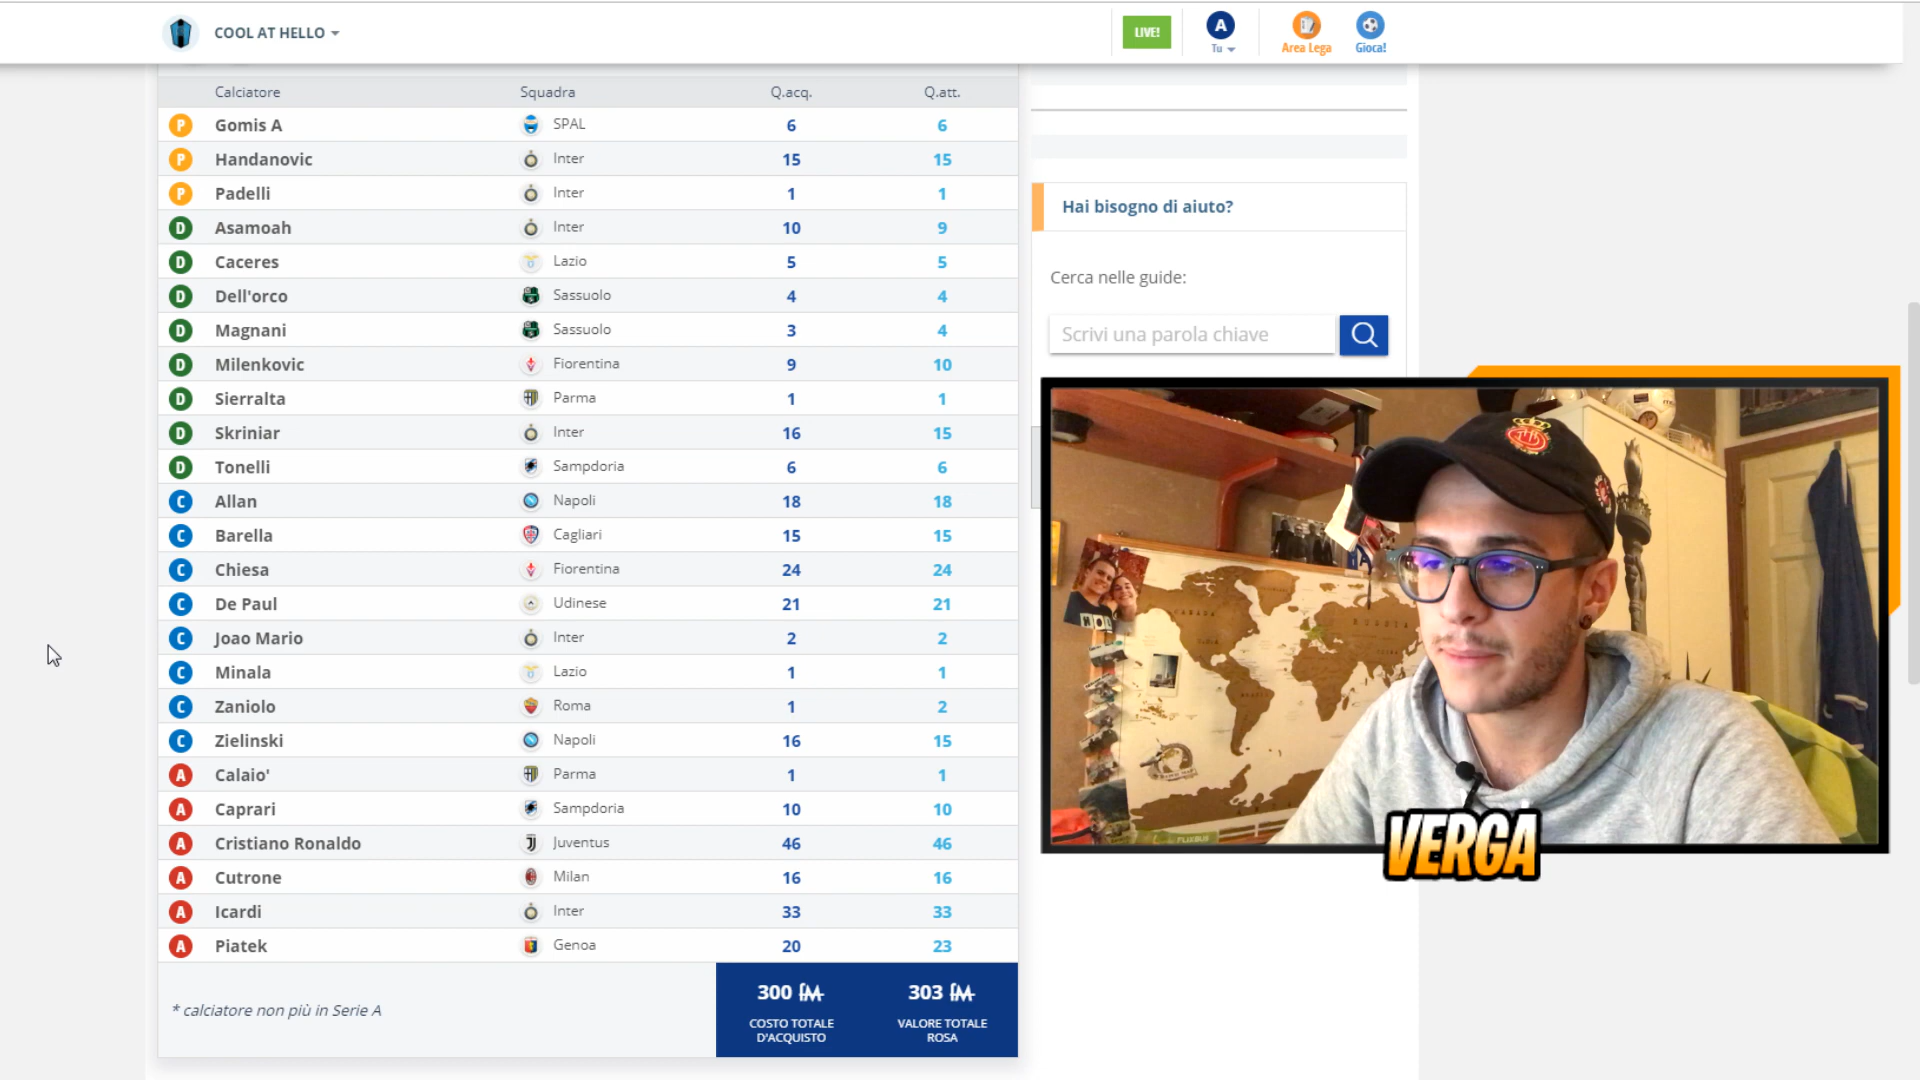 COOL AT HELLO
LIVE!
A
Tu
Area Lega
Gioca!
Calciatore Squadra Q.acq. Q.att.
P Gomis A SPAL 6 6
P Handanovic Inter 15 15
P Padelli Inter 1 1
D Asamoah Inter 10 9
D Caceres Lazio 5 5
D Dell'orco Sassuolo 4 4
D Magnani Sassuolo 3 4
D Milenkovic Fiorentina 9 10
D Sierralta Parma 1 1
D Skriniar Inter 16 15
D Tonelli Sampdoria 6 6
C Allan Napoli 18 18
C Barella Cagliari 15 15
C Chiesa Fiorentina 24 24
C De Paul Udinese 21 21
C Joao Mario Inter 2 2
C Minala Lazio 1 1
C Zaniolo Roma 1 2
C Zielinski Napoli 16 15
A Calaio' Parma 1 1
A Caprari Sampdoria 10 10
A Cristiano Ronaldo Juventus 46 46
A Cutrone Milan 16 16
A Icardi Inter 33 33
A Piatek Genoa 20 23
* calciatore non più in Serie A
300 fM
COSTO TOTALE
D'ACQUISTO
303 fM
VALORE TOTALE
ROSA
Hai bisogno di aiuto?
Cerca nelle guide:
Scrivi una parola chiave
CANADA
RUSSIA
FLIXBUS
VERGA